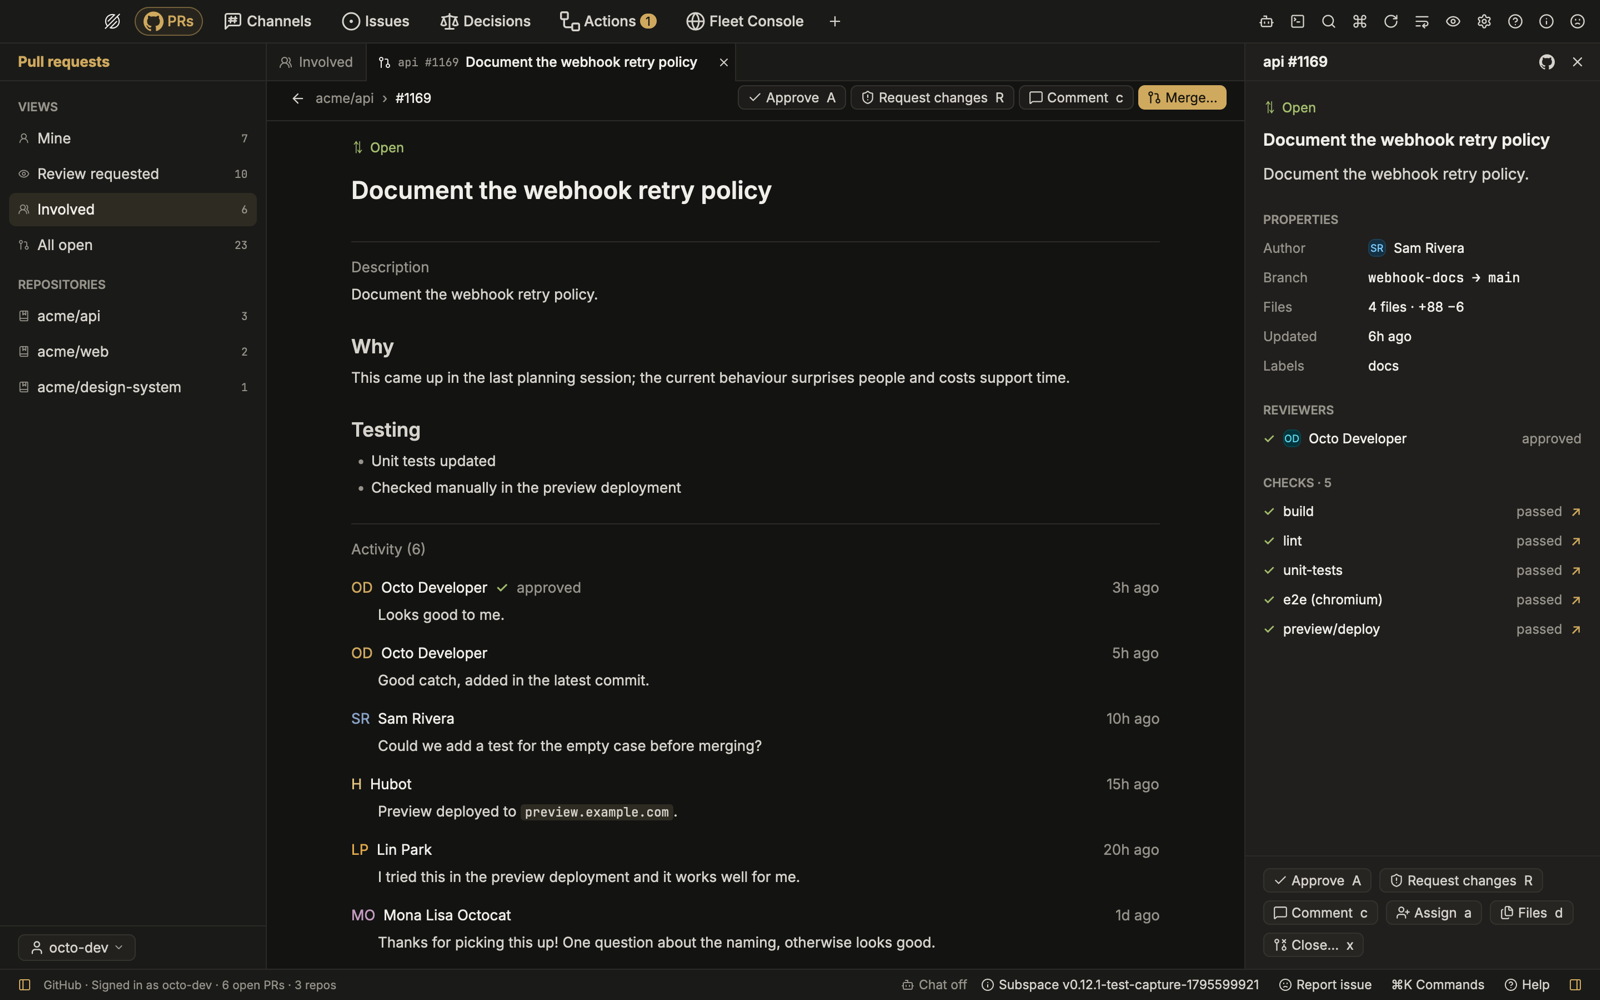 PRs
Channels
Issues
Decisions
Actions 1
Fleet Console
Pull requests
VIEWS
Mine 7
Review requested 10
Involved 6
All open 23
REPOSITORIES
acme/api 3
acme/web 2
acme/design-system 1
octo-dev
Involved
api #1169 Document the webhook retry policy
acme/api › #1169
Approve A
Request changes R
Comment c
Merge...
Open
Document the webhook retry policy
Description
Document the webhook retry policy.
Why
This came up in the last planning session; the current behaviour surprises people and costs support time.
Testing
• Unit tests updated
• Checked manually in the preview deployment
Activity (6)
OD Octo Developer approved 3h ago
Looks good to me.
OD Octo Developer 5h ago
Good catch, added in the latest commit.
SR Sam Rivera 10h ago
Could we add a test for the empty case before merging?
H Hubot 15h ago
Preview deployed to preview.example.com.
LP Lin Park 20h ago
I tried this in the preview deployment and it works well for me.
MO Mona Lisa Octocat 1d ago
Thanks for picking this up! One question about the naming, otherwise looks good.
api #1169
Open
Document the webhook retry policy
Document the webhook retry policy.
PROPERTIES
Author SR Sam Rivera
Branch webhook-docs → main
Files 4 files · +88 −6
Updated 6h ago
Labels docs
REVIEWERS
OD Octo Developer approved
CHECKS · 5
build passed
lint passed
unit-tests passed
e2e (chromium) passed
preview/deploy passed
Approve A
Request changes R
Comment c
Assign a
Files d
Close... x
GitHub · Signed in as octo-dev · 6 open PRs · 3 repos
Chat off
Subspace v0.12.1-test-capture-1795599921
Report issue
⌘K Commands
Help